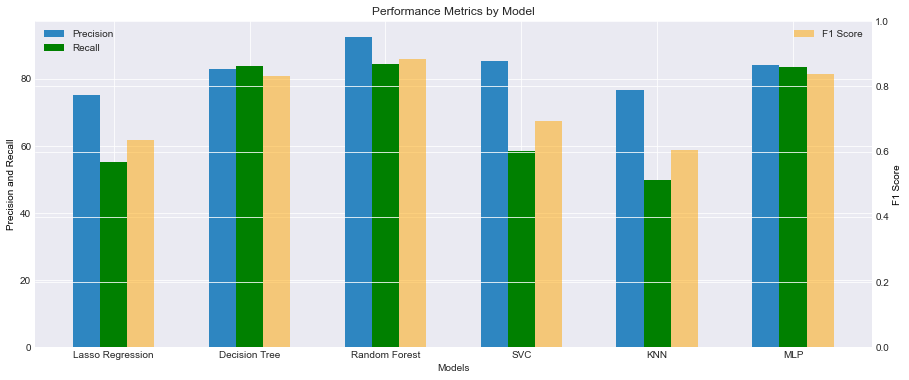 Performance Metrics by Model
Precision
Recall
F1 Score
80
60
40
20
0
Precision and Recall
1.0
0.8
0.6
0.4
0.2
0.0
F1 Score
Lasso Regression
Decision Tree
Random Forest
SVC
KNN
MLP
Models